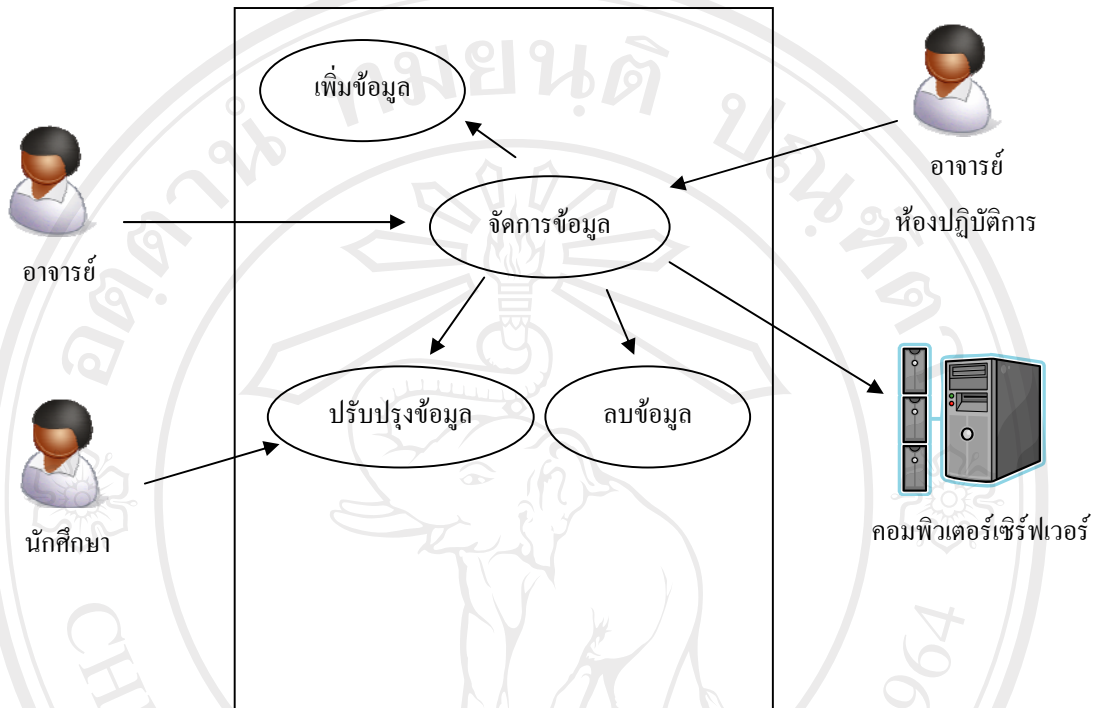 เพิ่มข้อมูล
อาจารย์
ห้องปฏิบัติการ
จัดการข้อมูล
อาจารย์
ปรับปรุงข้อมูล
ลบข้อมูล
นักศึกษา
คอมพิวเตอร์เซิร์ฟเวอร์
964